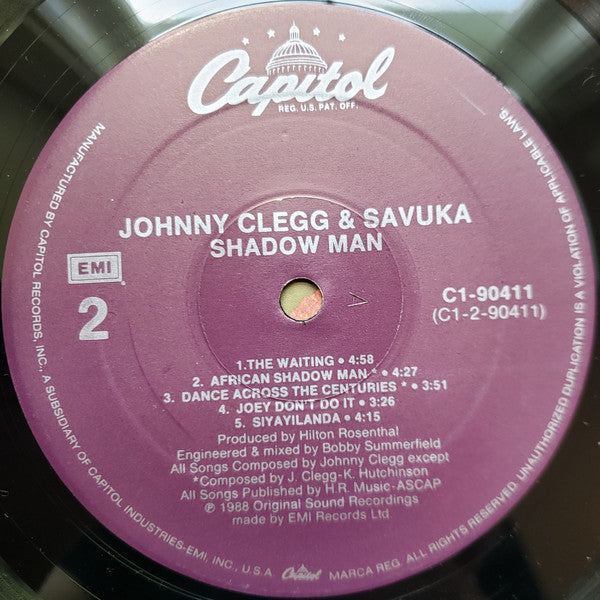 Capitol
REG. U.S. PAT. OFF.
JOHNNY CLEGG & SAVUKA
SHADOW MAN
EMI
2
C1-90411
(C1-2-90411)
1.THE WAITING • 4:58
2. AFRICAN SHADOW MAN * • 4:27
3. DANCE ACROSS THE CENTURIES * • 3:51
4. JOEY DON'T DO IT • 3:26
5. SIYAYILANDA • 4:15
Produced by Hilton Rosenthal
Engineered & mixed by Bobby Summerfield
All Songs Composed by Johnny Clegg except
*Composed by J. Clegg-K. Hutchinson
All Songs Published by H.R. Music-ASCAP
℗ 1988 Original Sound Recordings
made by EMI Records Ltd
MANUFACTURED BY CAPITOL RECORDS, INC., A SUBSIDIARY OF CAPITOL INDUSTRIES-EMI, INC., U.S.A. Capitol MARCA REG. ALL RIGHTS RESERVED. UNAUTHORIZED DUPLICATION IS A VIOLATION OF APPLICABLE LAWS.